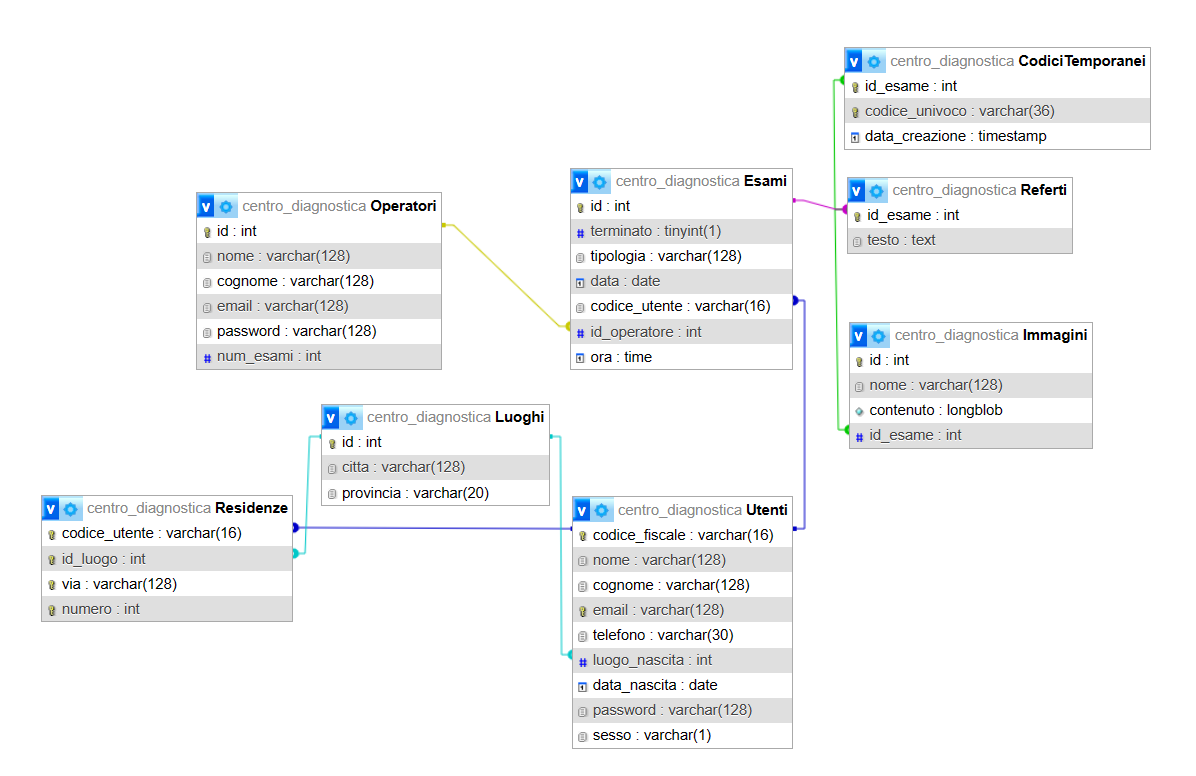 centro_diagnostica CodiciTemporanei
id_esame : int
codice_univoco : varchar(36)
data_creazione : timestamp
centro_diagnostica Esami
id : int
terminato : tinyint(1)
tipologia : varchar(128)
data : date
codice_utente : varchar(16)
id_operatore : int
ora : time
centro_diagnostica Referti
id_esame : int
testo : text
centro_diagnostica Operatori
id : int
nome : varchar(128)
cognome : varchar(128)
email : varchar(128)
password : varchar(128)
num_esami : int
centro_diagnostica Immagini
id : int
nome : varchar(128)
contenuto : longblob
id_esame : int
centro_diagnostica Luoghi
id : int
citta : varchar(128)
provincia : varchar(20)
centro_diagnostica Residenze
codice_utente : varchar(16)
id_luogo : int
via : varchar(128)
numero : int
centro_diagnostica Utenti
codice_fiscale : varchar(16)
nome : varchar(128)
cognome : varchar(128)
email : varchar(128)
telefono : varchar(30)
luogo_nascita : int
data_nascita : date
password : varchar(128)
sesso : varchar(1)